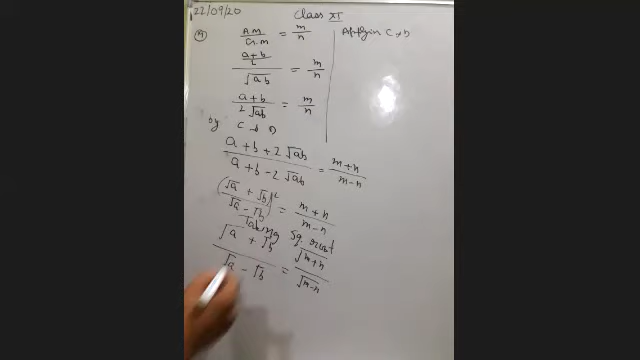 22/09/20
Class XI
A.M / G.M = m/n
(a+b/2) / √ab = m/n
a+b / 2√ab = m/n
by C & D
a+b+2√ab / a+b-2√ab = m+n / m-n
(√a+√b / √a-√b)² = m+n / m-n
Taking Sq. root
√a + √b / √a - √b = √m+n / √m-n
Applying C & D